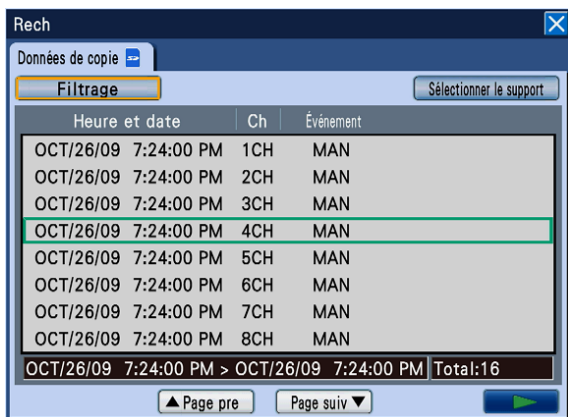 Rech
Données de copie
Filtrage Sélectionner le support
Heure et date Ch Événement
OCT/26/09 7:24:00 PM 1CH MAN
OCT/26/09 7:24:00 PM 2CH MAN
OCT/26/09 7:24:00 PM 3CH MAN
OCT/26/09 7:24:00 PM 4CH MAN
OCT/26/09 7:24:00 PM 5CH MAN
OCT/26/09 7:24:00 PM 6CH MAN
OCT/26/09 7:24:00 PM 7CH MAN
OCT/26/09 7:24:00 PM 8CH MAN
OCT/26/09 7:24:00 PM > OCT/26/09 7:24:00 PM Total:16
▲ Page pre Page suiv ▼